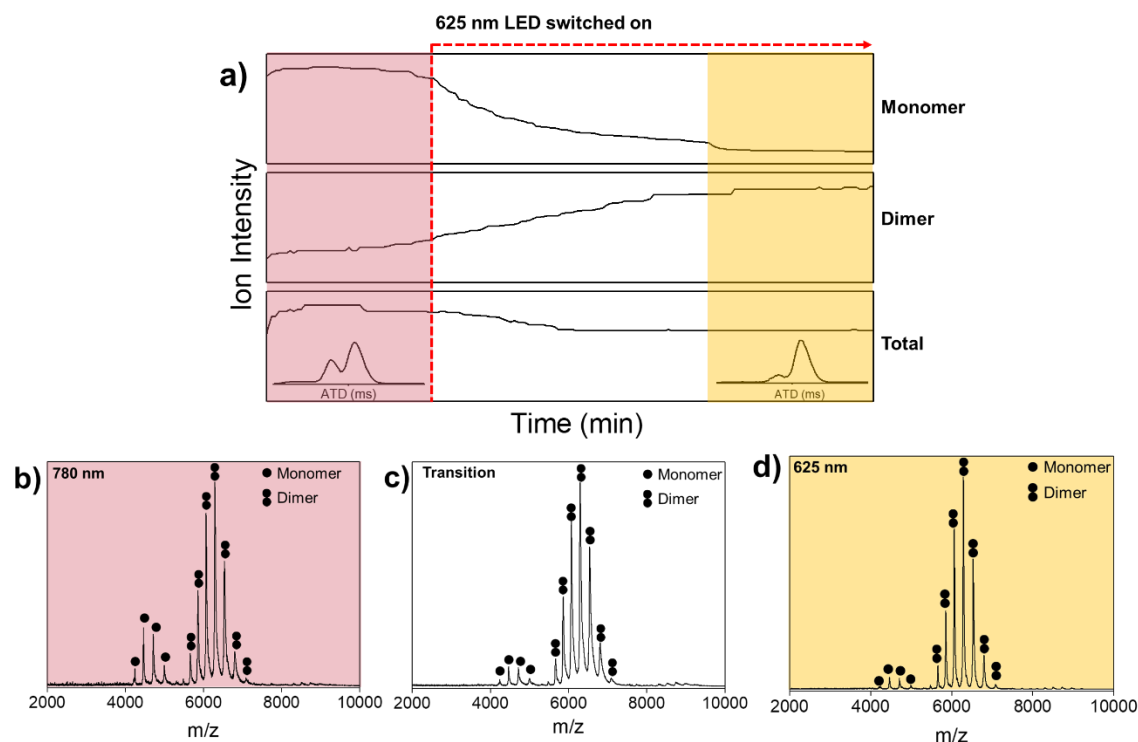 625 nm LED switched on
a)
Monomer
Ion Intensity
Dimer
Total
ATD (ms)
ATD (ms)
Time (min)
b)
780 nm
Monomer
Dimer
2000 4000 6000 8000 10000
m/z
c)
Transition
Monomer
Dimer
2000 4000 6000 8000 10000
m/z
d)
625 nm
Monomer
Dimer
2000 4000 6000 8000 10000
m/z